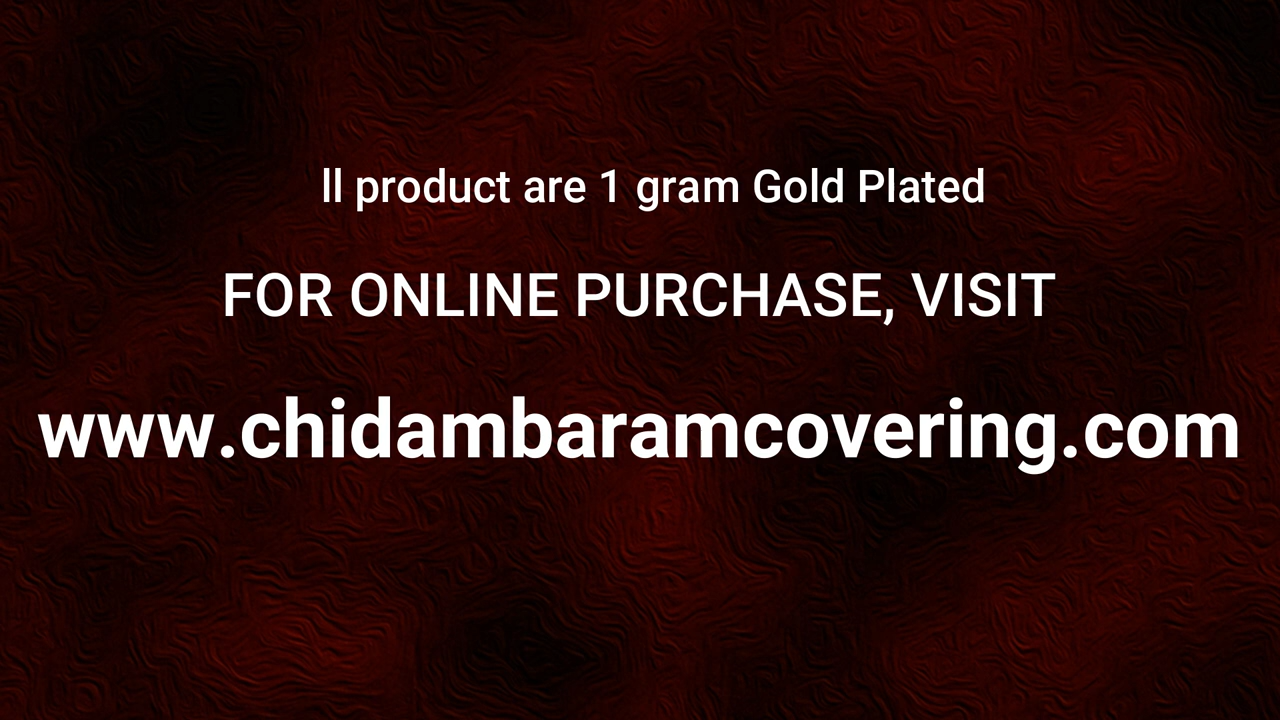 ll product are 1 gram Gold Plated
FOR ONLINE PURCHASE, VISIT
www.chidambaramcovering.com